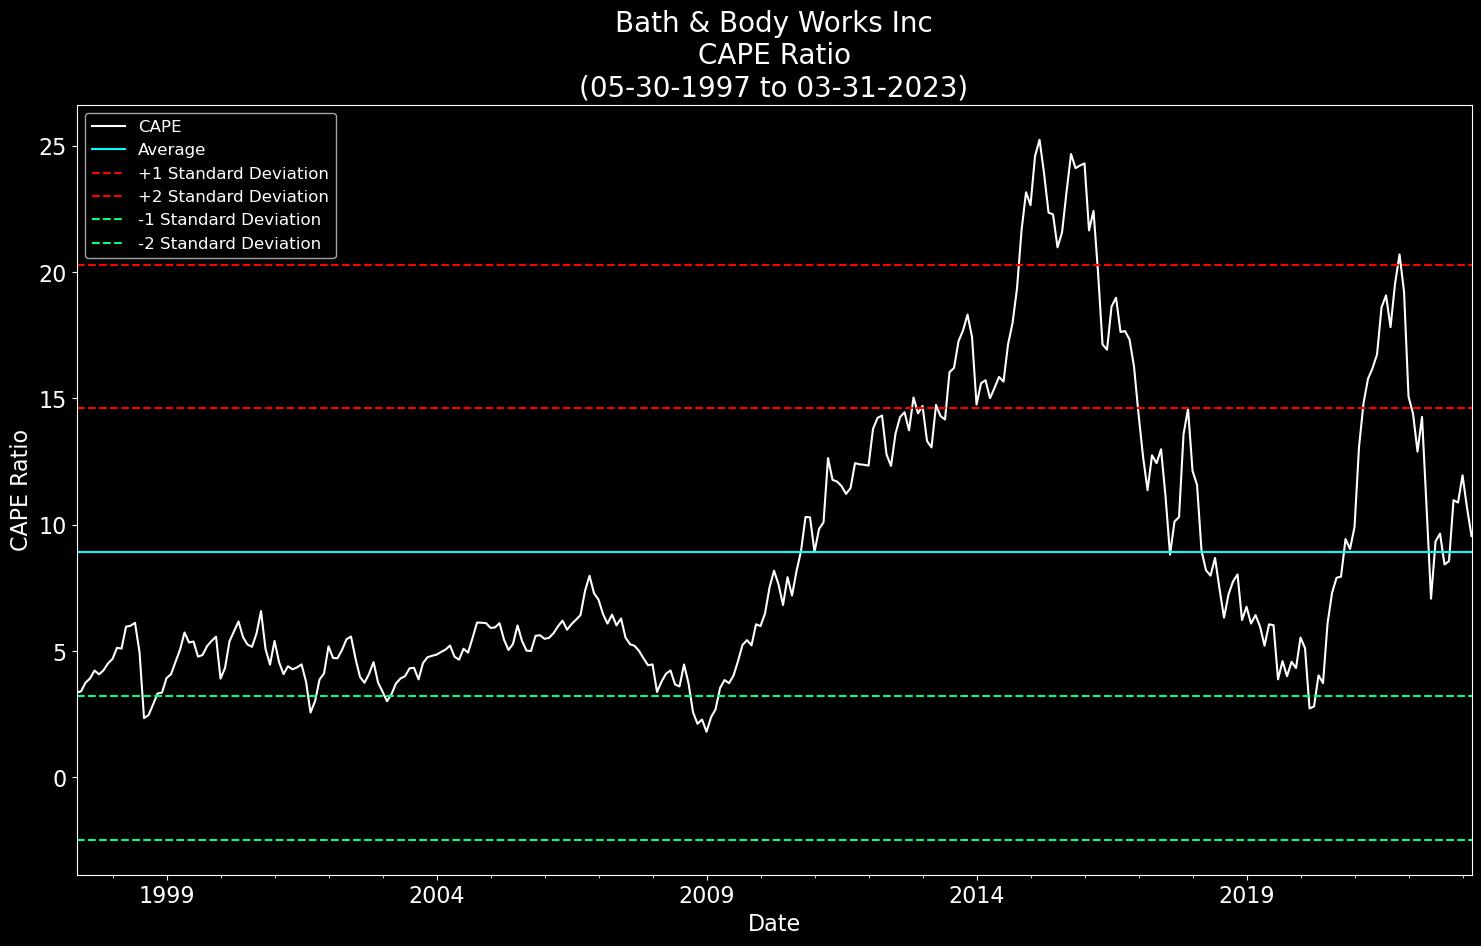 Bath & Body Works Inc
CAPE Ratio
(05-30-1997 to 03-31-2023)
CAPE
Average
+1 Standard Deviation
+2 Standard Deviation
-1 Standard Deviation
-2 Standard Deviation
25
20
15
10
5
0
CAPE Ratio
1999
2004
2009
2014
2019
Date